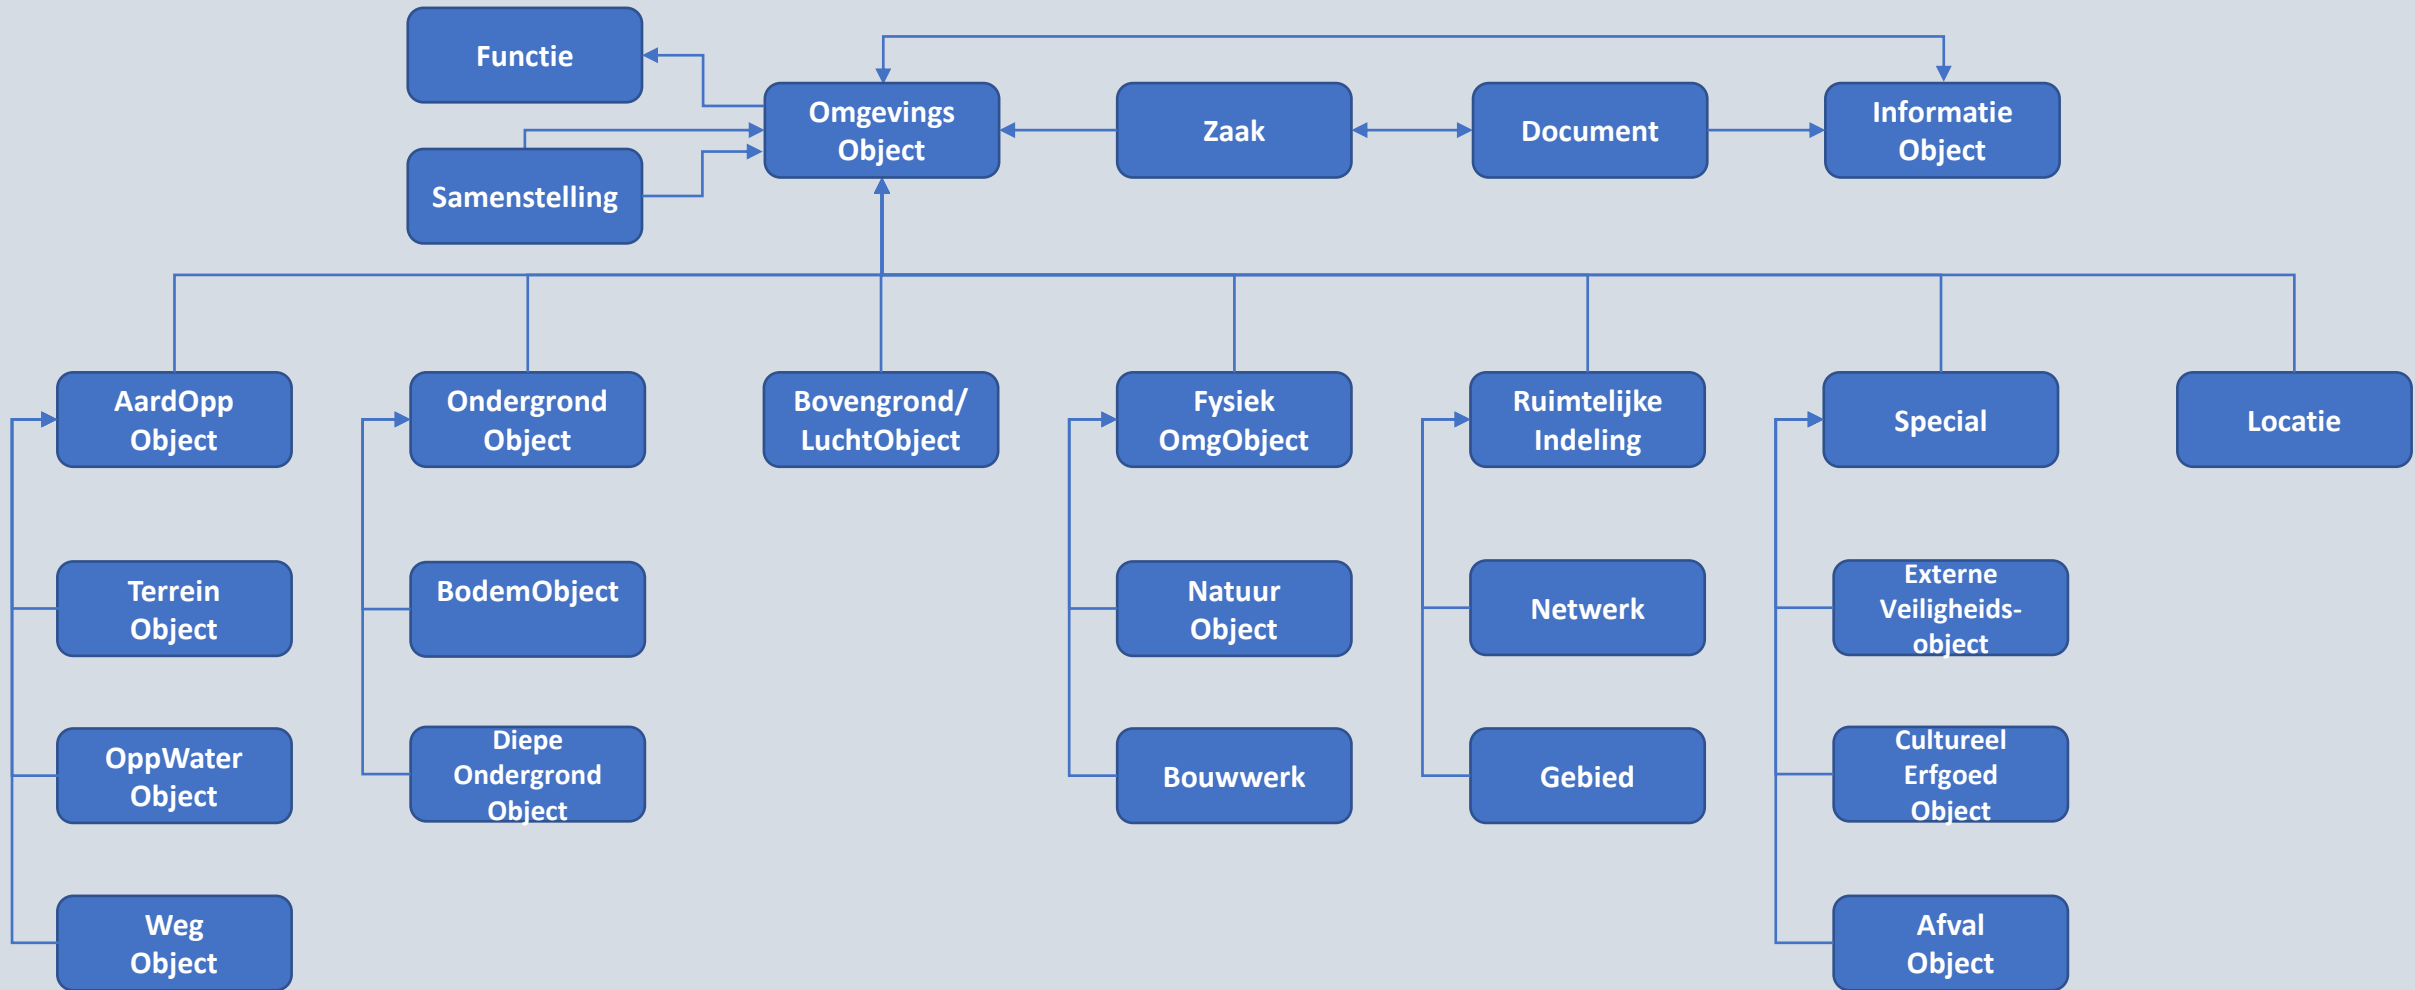 Functie
Omgevings
Object
Zaak
Document
Informatie
Object
Samenstelling
AardOpp
Object
Ondergrond
Object
Bovengrond/
LuchtObject
Fysiek
OmgObject
Ruimtelijke
Indeling
Special
Locatie
Terrein
Object
BodemObject
Natuur
Object
Netwerk
Externe
Veiligheids-
object
OppWater
Object
Diepe
Ondergrond
Object
Bouwwerk
Gebied
Cultureel
Erfgoed
Object
Weg
Object
Afval
Object